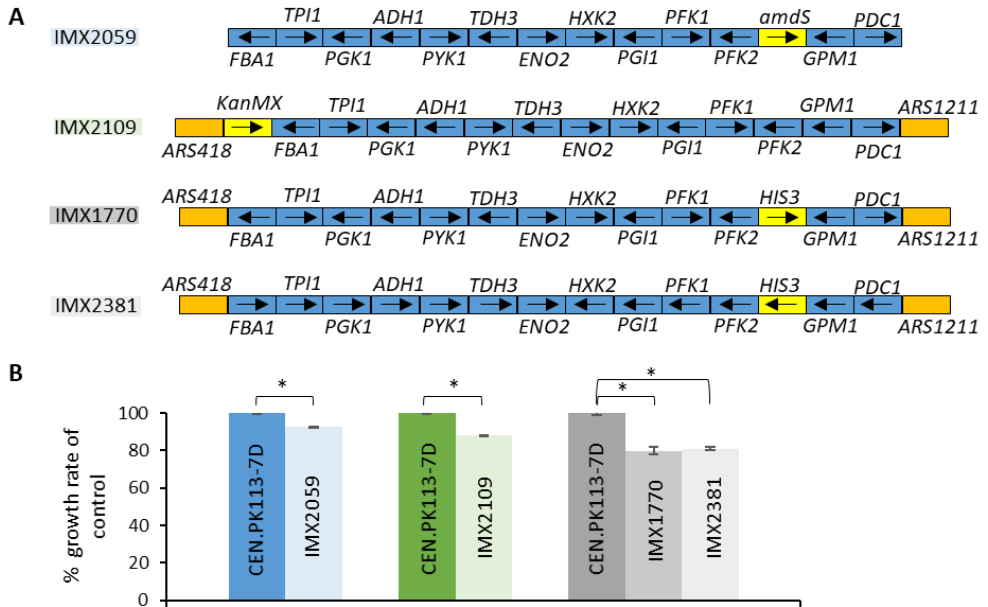 A
IMX2059
TPI1 ADH1 TDH3 HXK2 PFK1 amdS PDC1
FBA1 PGK1 PYK1 ENO2 PGI1 PFK2 GPM1
IMX2109
KanMX TPI1 ADH1 TDH3 HXK2 PFK1 GPM1 ARS1211
ARS418 FBA1 PGK1 PYK1 ENO2 PGI1 PFK2 PDC1
IMX1770
ARS418 TPI1 ADH1 TDH3 HXK2 PFK1 HIS3 PDC1
FBA1 PGK1 PYK1 ENO2 PGI1 PFK2 GPM1 ARS1211
IMX2381
ARS418 TPI1 ADH1 TDH3 HXK2 PFK1 HIS3 PDC1
FBA1 PGK1 PYK1 ENO2 PGI1 PFK2 GPM1 ARS1211
B
% growth rate of
control
100
80
60
40
20
0
*
*
*
*
CEN.PK113-7D
IMX2059
CEN.PK113-7D
IMX2109
CEN.PK113-7D
IMX1770
IMX2381